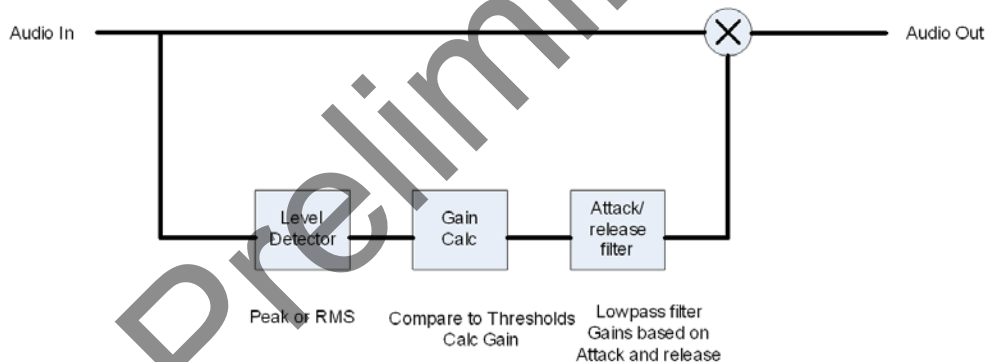 Audio In
Audio Out
Level
Detector
Gain
Calc
Attack/
release
filter
Peak or RMS
Compare to Thresholds
Calc Gain
Lowpass filter
Gains based on
Attack and release
Prelimi